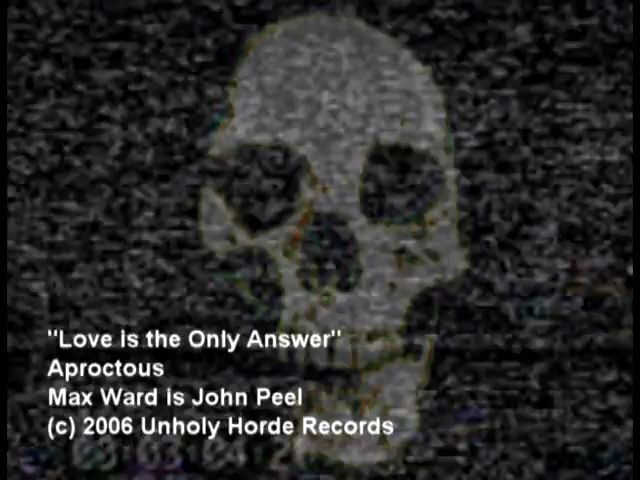 "Love is the Only Answer"
Aproctous
Max Ward is John Peel
(c) 2006 Unholy Horde Records